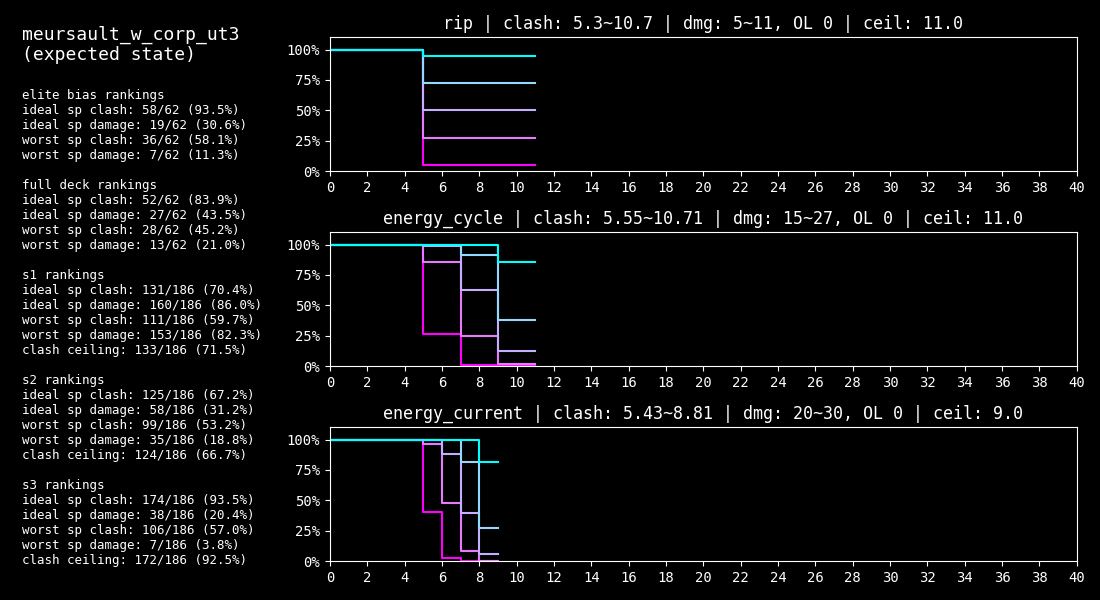 meursault_w_corp_ut3
(expected state)
elite bias rankings
ideal sp clash: 58/62 (93.5%)
ideal sp damage: 19/62 (30.6%)
worst sp clash: 36/62 (58.1%)
worst sp damage: 7/62 (11.3%)
full deck rankings
ideal sp clash: 52/62 (83.9%)
ideal sp damage: 27/62 (43.5%)
worst sp clash: 28/62 (45.2%)
worst sp damage: 13/62 (21.0%)
s1 rankings
ideal sp clash: 131/186 (70.4%)
ideal sp damage: 160/186 (86.0%)
worst sp clash: 111/186 (59.7%)
worst sp damage: 153/186 (82.3%)
clash ceiling: 133/186 (71.5%)
s2 rankings
ideal sp clash: 125/186 (67.2%)
ideal sp damage: 58/186 (31.2%)
worst sp clash: 99/186 (53.2%)
worst sp damage: 35/186 (18.8%)
clash ceiling: 124/186 (66.7%)
s3 rankings
ideal sp clash: 174/186 (93.5%)
ideal sp damage: 38/186 (20.4%)
worst sp clash: 106/186 (57.0%)
worst sp damage: 7/186 (3.8%)
clash ceiling: 172/186 (92.5%)
rip | clash: 5.3~10.7 | dmg: 5~11, OL 0 | ceil: 11.0
100%
75%
50%
25%
0%
0 2 4 6 8 10 12 14 16 18 20 22 24 26 28 30 32 34 36 38 40
energy_cycle | clash: 5.55~10.71 | dmg: 15~27, OL 0 | ceil: 11.0
100%
75%
50%
25%
0%
0 2 4 6 8 10 12 14 16 18 20 22 24 26 28 30 32 34 36 38 40
energy_current | clash: 5.43~8.81 | dmg: 20~30, OL 0 | ceil: 9.0
100%
75%
50%
25%
0%
0 2 4 6 8 10 12 14 16 18 20 22 24 26 28 30 32 34 36 38 40